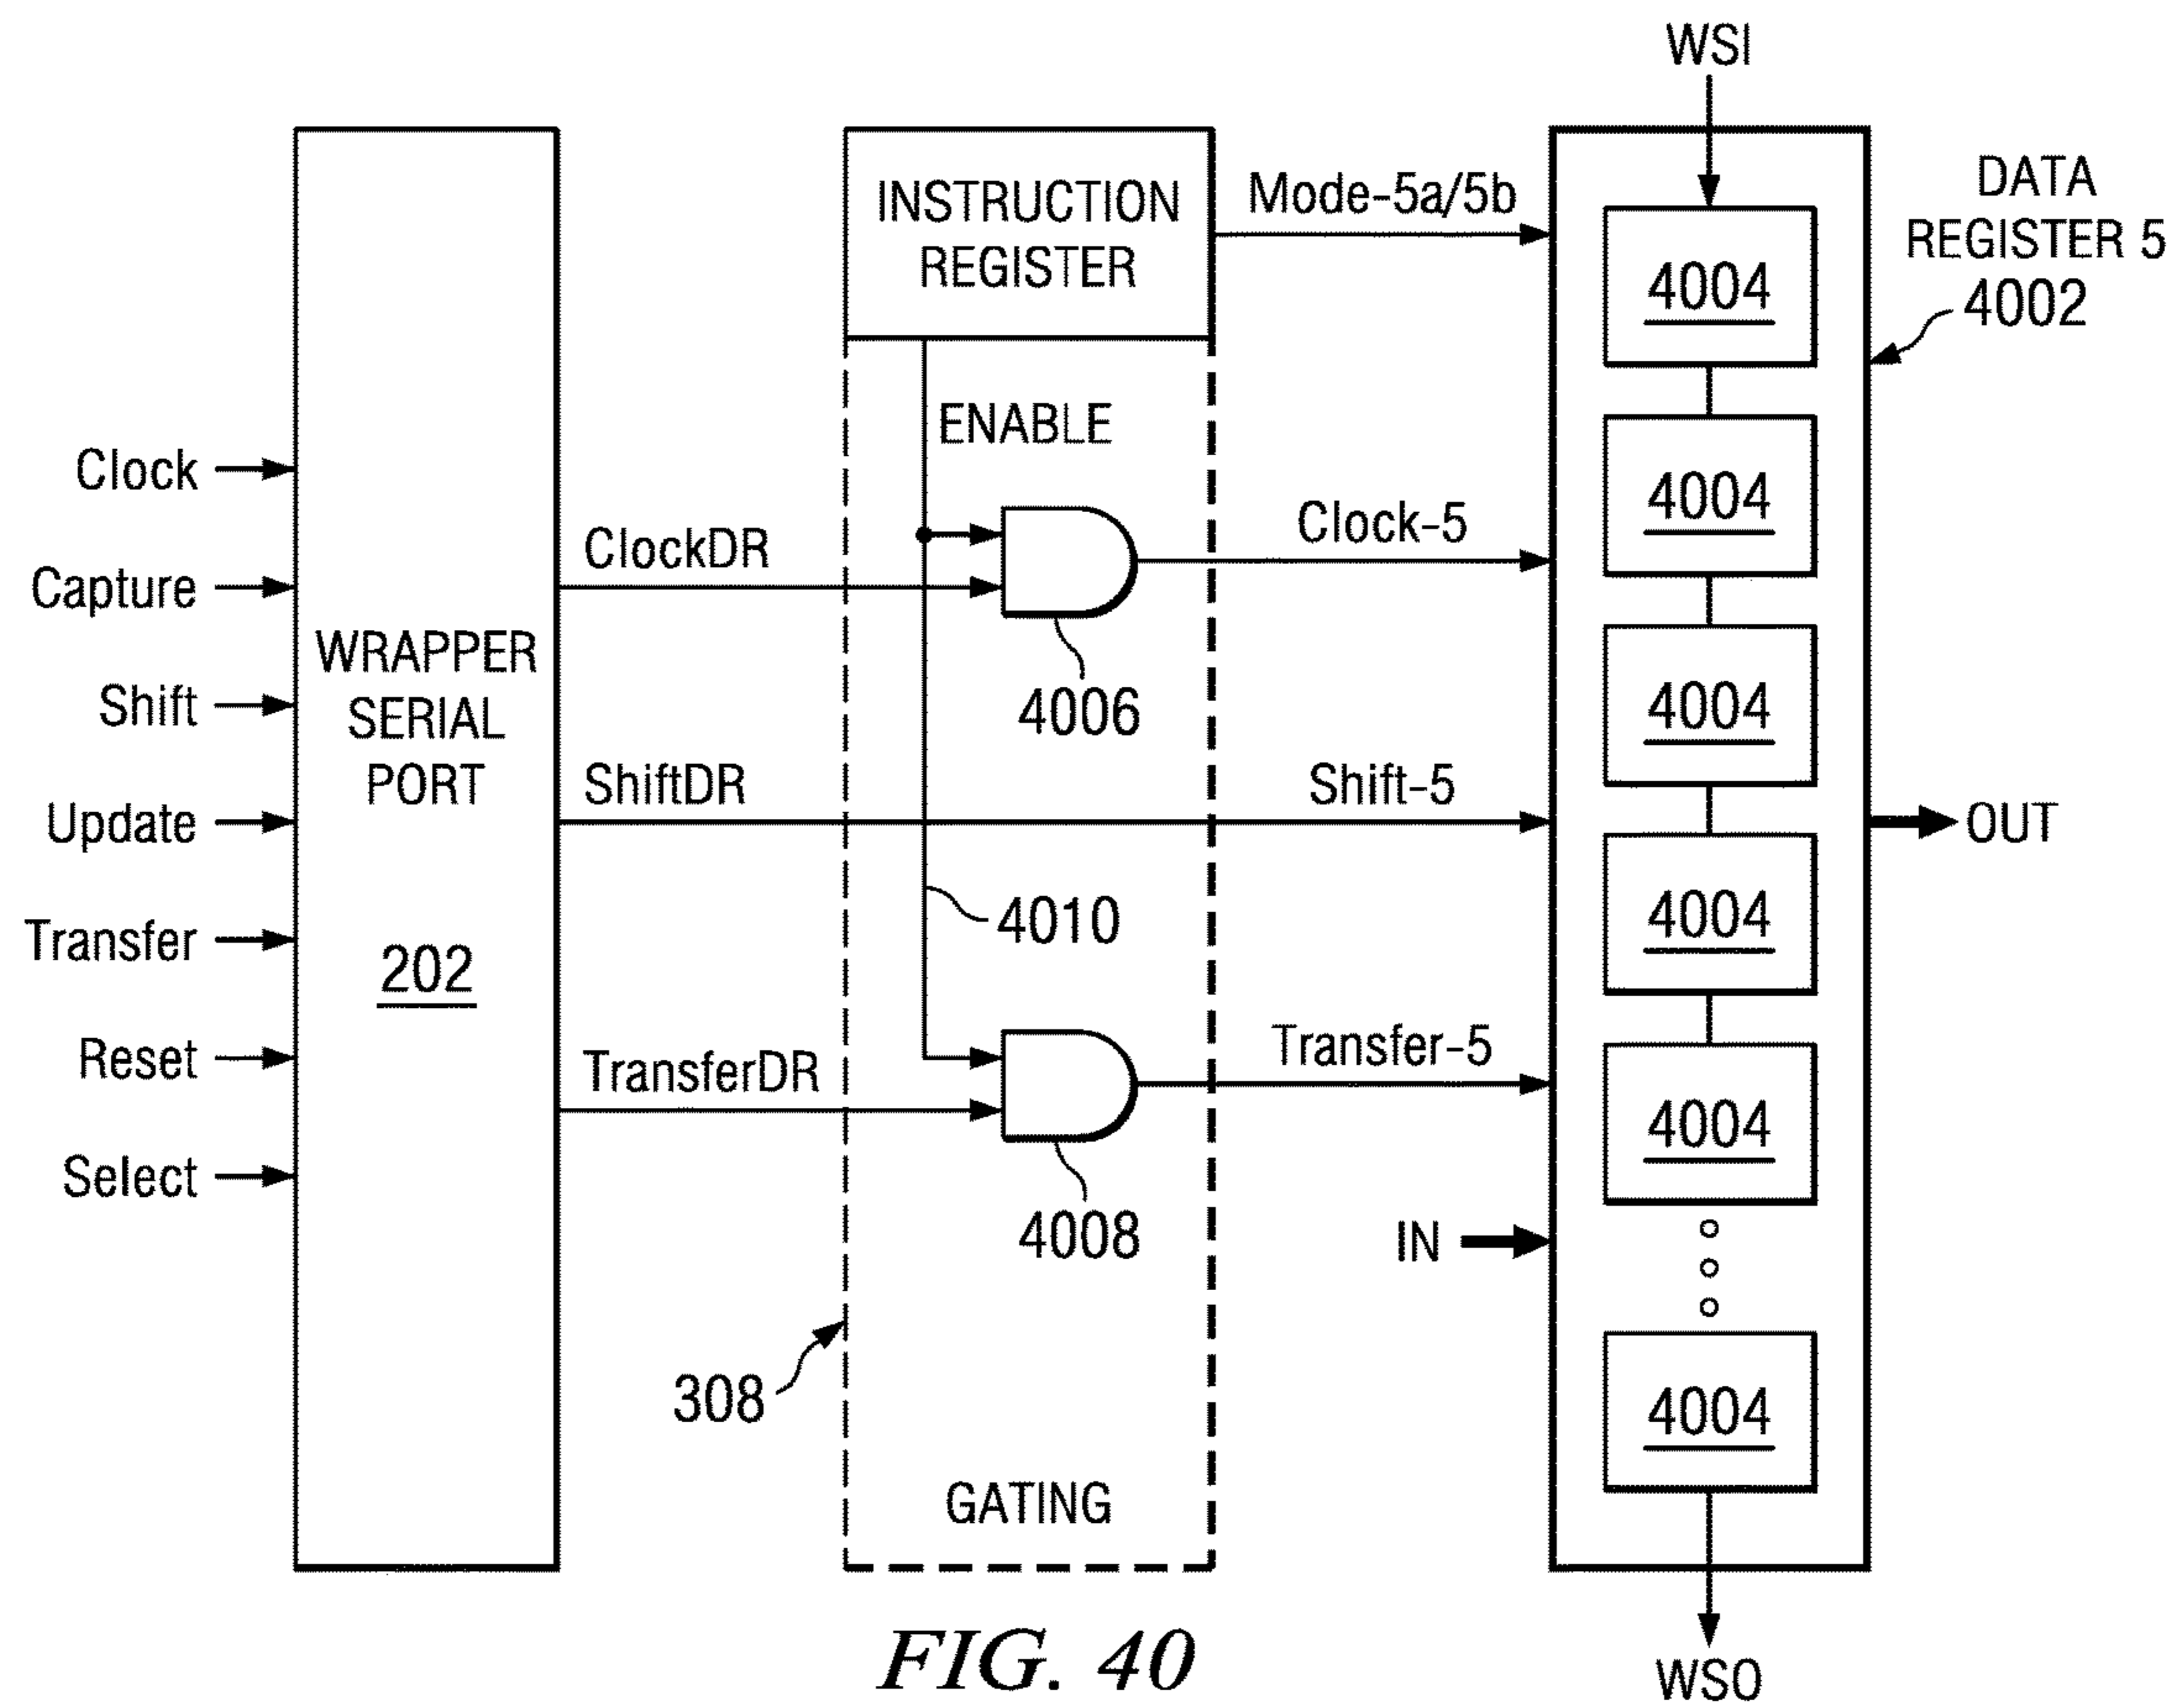 WSI
DATA
REGISTER 5
4002
INSTRUCTION
REGISTER
Mode-5a/5b
4004
ENABLE
Clock
4004
Clock-5
ClockDR
Capture
WRAPPER
SERIAL
PORT
4006
Shift
4004
ShiftDR
Shift-5
Update
OUT
4010
4004
Transfer
202
Reset
TransferDR
Transfer-5
4004
Select
4008
IN
308
4004
GATING
FIG. 40
WSO